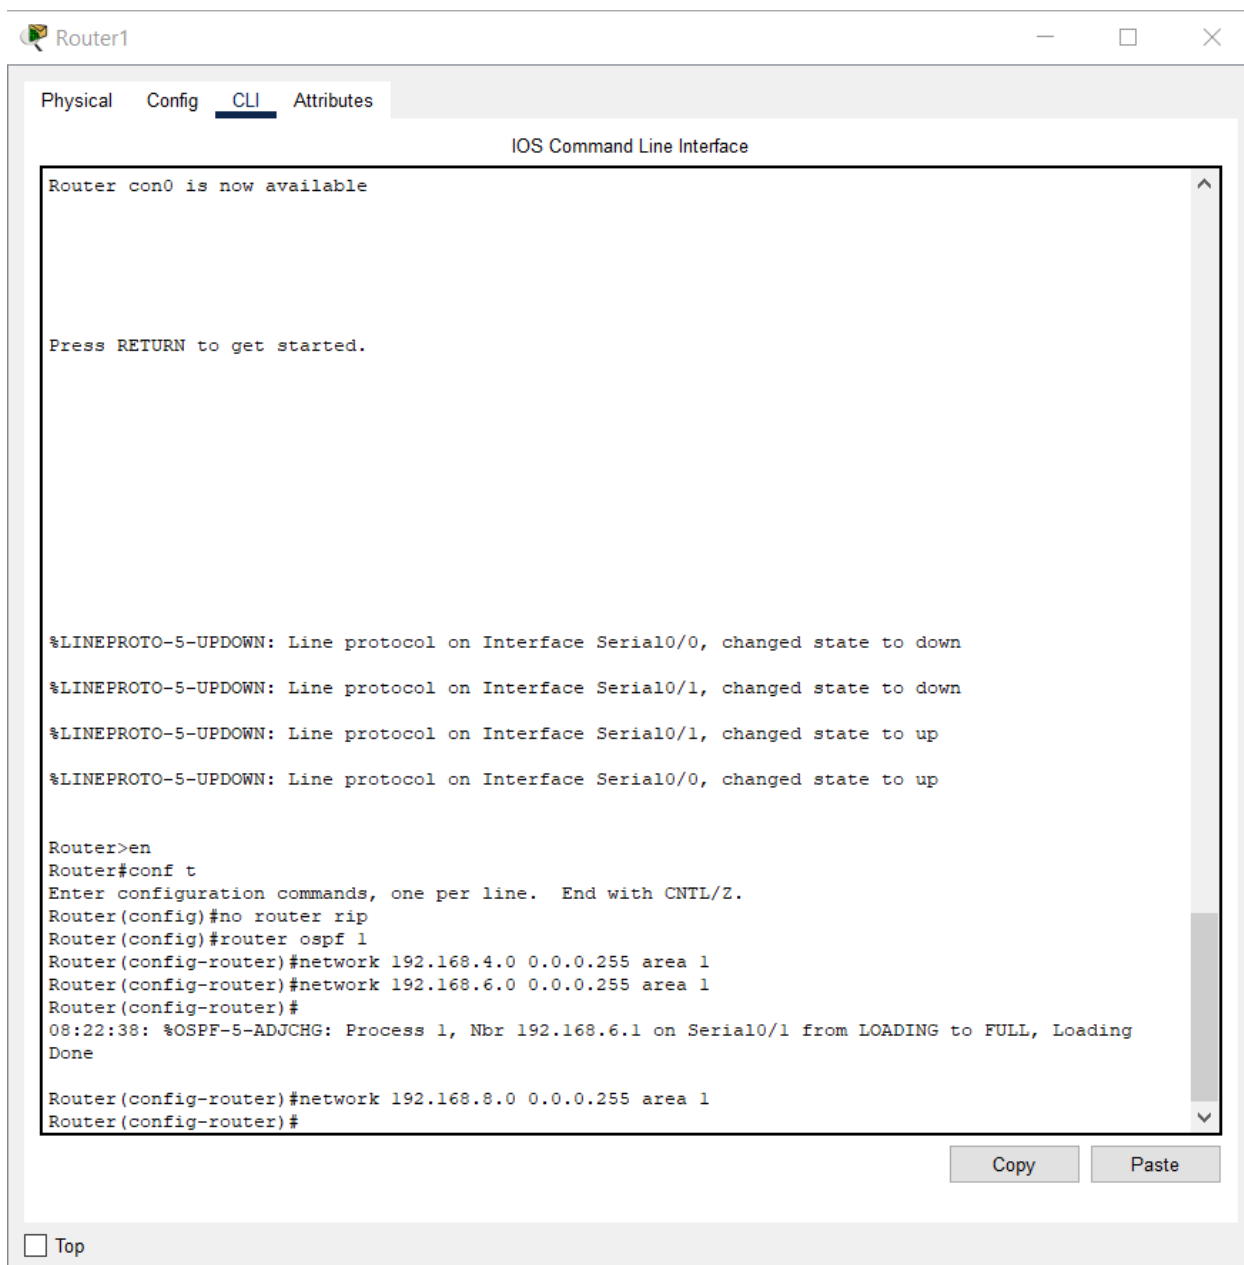 Router1
Physical Config CLI Attributes
IOS Command Line Interface
Router con0 is now available
Press RETURN to get started.
%LINEPROTO-5-UPDOWN: Line protocol on Interface Serial0/0, changed state to down
%LINEPROTO-5-UPDOWN: Line protocol on Interface Serial0/1, changed state to down
%LINEPROTO-5-UPDOWN: Line protocol on Interface Serial0/1, changed state to up
%LINEPROTO-5-UPDOWN: Line protocol on Interface Serial0/0, changed state to up
Router>en
Router#conf t
Enter configuration commands, one per line.  End with CNTL/Z.
Router(config)#no router rip
Router(config)#router ospf 1
Router(config-router)#network 192.168.4.0 0.0.0.255 area 1
Router(config-router)#network 192.168.6.0 0.0.0.255 area 1
Router(config-router)#
08:22:38: %OSPF-5-ADJCHG: Process 1, Nbr 192.168.6.1 on Serial0/1 from LOADING to FULL, Loading
Done
Router(config-router)#network 192.168.8.0 0.0.0.255 area 1
Router(config-router)#
Copy Paste
Top